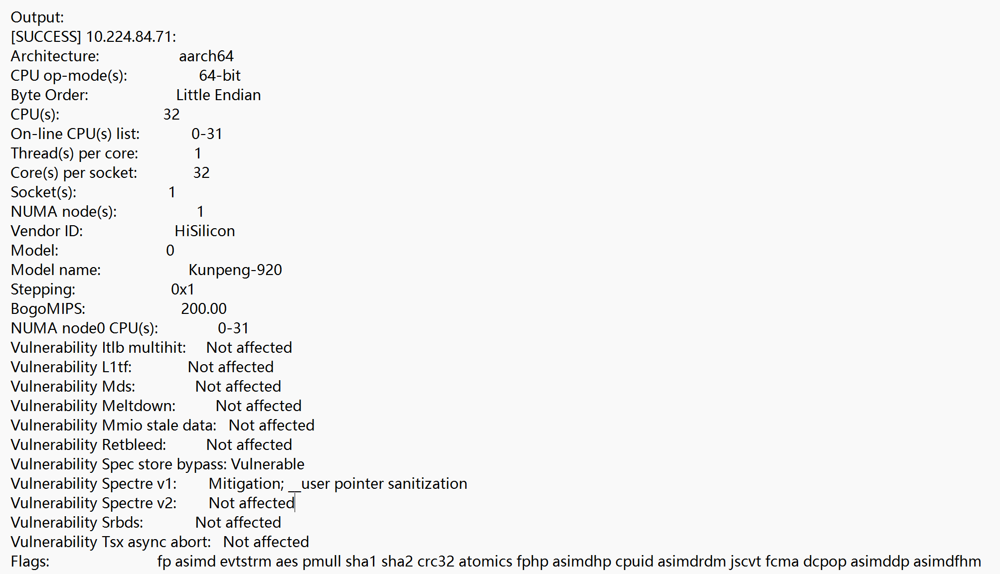 Output:
[SUCCESS] 10.224.84.71:
Architecture: aarch64
CPU op-mode(s): 64-bit
Byte Order: Little Endian
CPU(s): 32
On-line CPU(s) list: 0-31
Thread(s) per core: 1
Core(s) per socket: 32
Socket(s): 1
NUMA node(s): 1
Vendor ID: HiSilicon
Model: 0
Model name: Kunpeng-920
Stepping: 0x1
BogoMIPS: 200.00
NUMA node0 CPU(s): 0-31
Vulnerability Itlb multihit: Not affected
Vulnerability L1tf: Not affected
Vulnerability Mds: Not affected
Vulnerability Meltdown: Not affected
Vulnerability Mmio stale data: Not affected
Vulnerability Retbleed: Not affected
Vulnerability Spec store bypass: Vulnerable
Vulnerability Spectre v1: Mitigation; __user pointer sanitization
Vulnerability Spectre v2: Not affected
Vulnerability Srbds: Not affected
Vulnerability Tsx async abort: Not affected
Flags: fp asimd evtstrm aes pmull sha1 sha2 crc32 atomics fphp asimdhp cpuid asimdrdm jscvt fcma dcpop asimddp asimdfhm